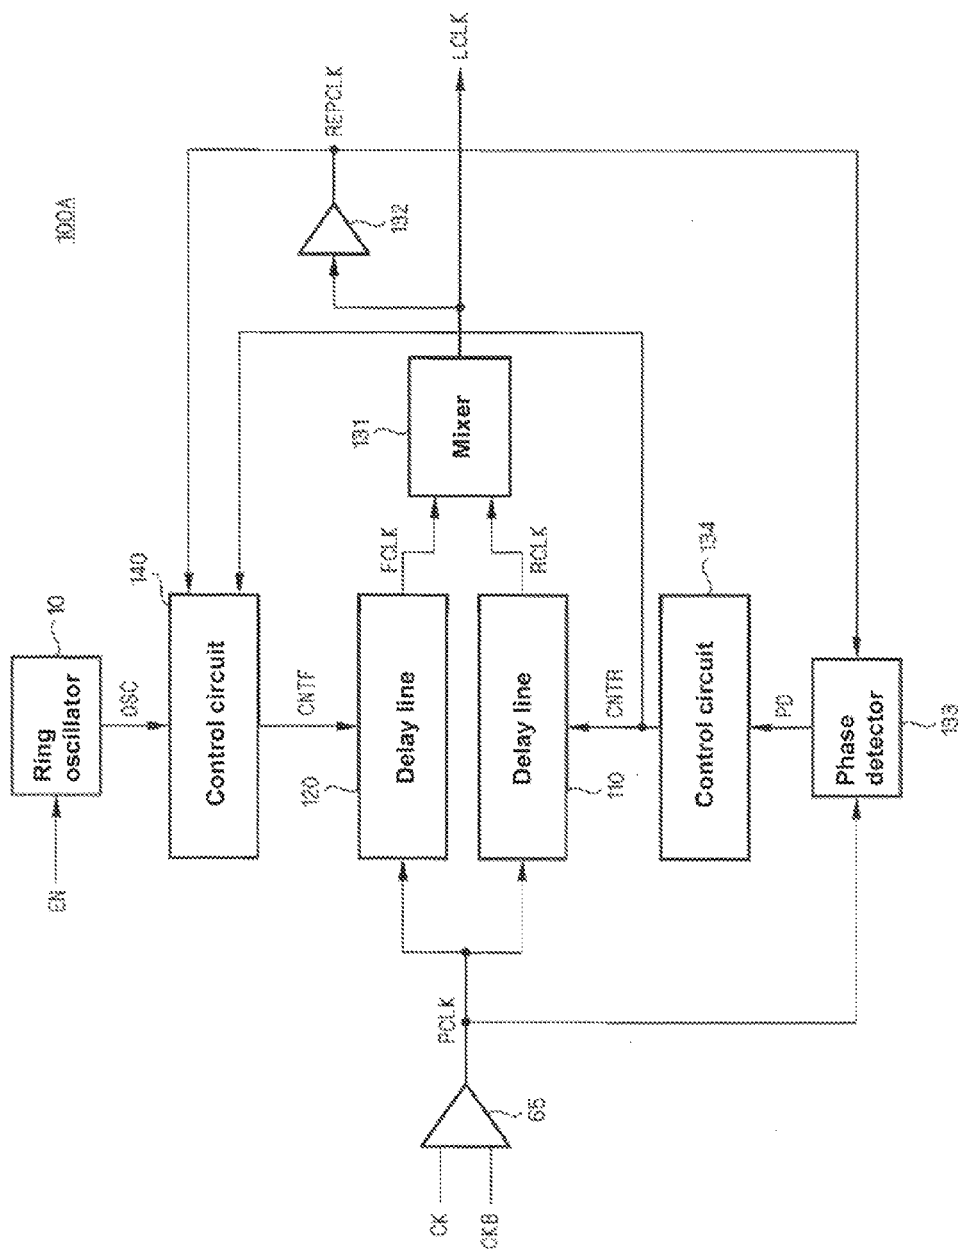 100A
EN
Ring
oscillator
10
OSC
Control circuit
140
CNTF
Delay line
120
FCLK
Mixer
131
LCLK
REPCLK
132
CK
CKB
65
PCLK
Delay line
110
RCLK
CNTR
Control circuit
134
PD
Phase
detector
133